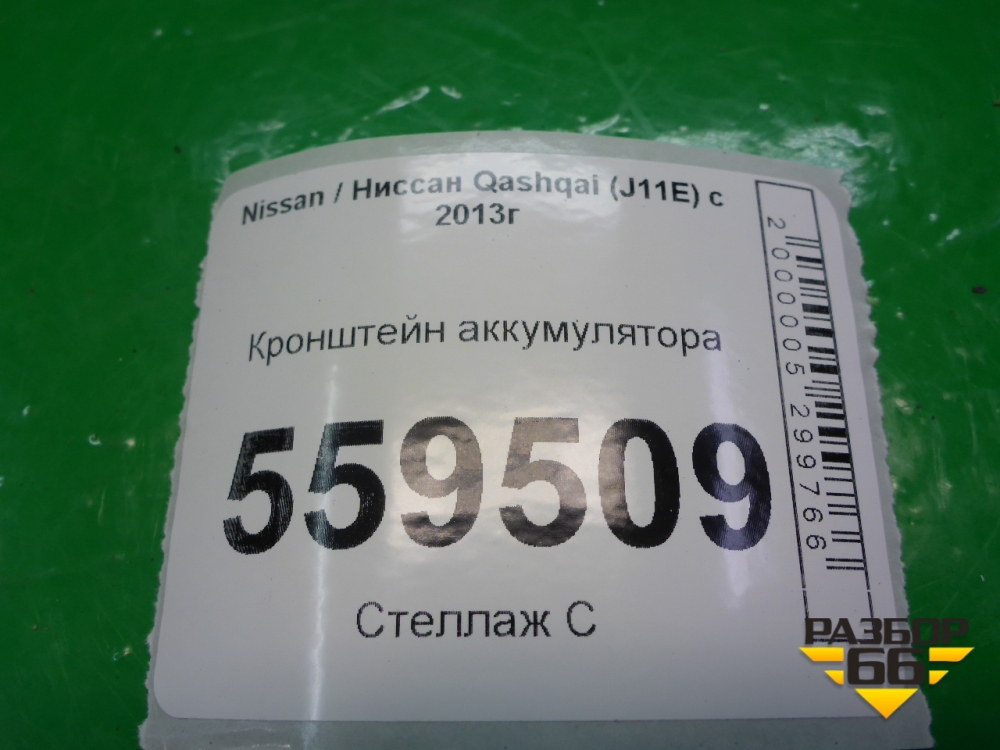 Nissan / Ниссан Qashqai (J11E) с
2013г
Кронштейн аккумулятора
559509
Стеллаж С
2000005299766
РАЗБОР
66